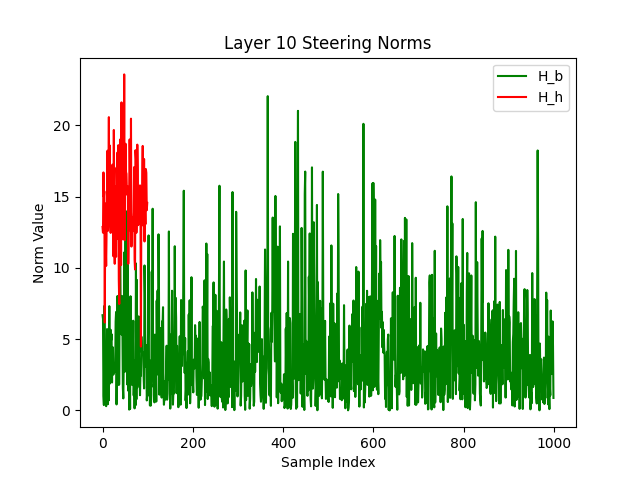 Layer 10 Steering Norms
H_b
H_h
Norm Value
20
15
10
5
0
0 200 400 600 800 1000
Sample Index